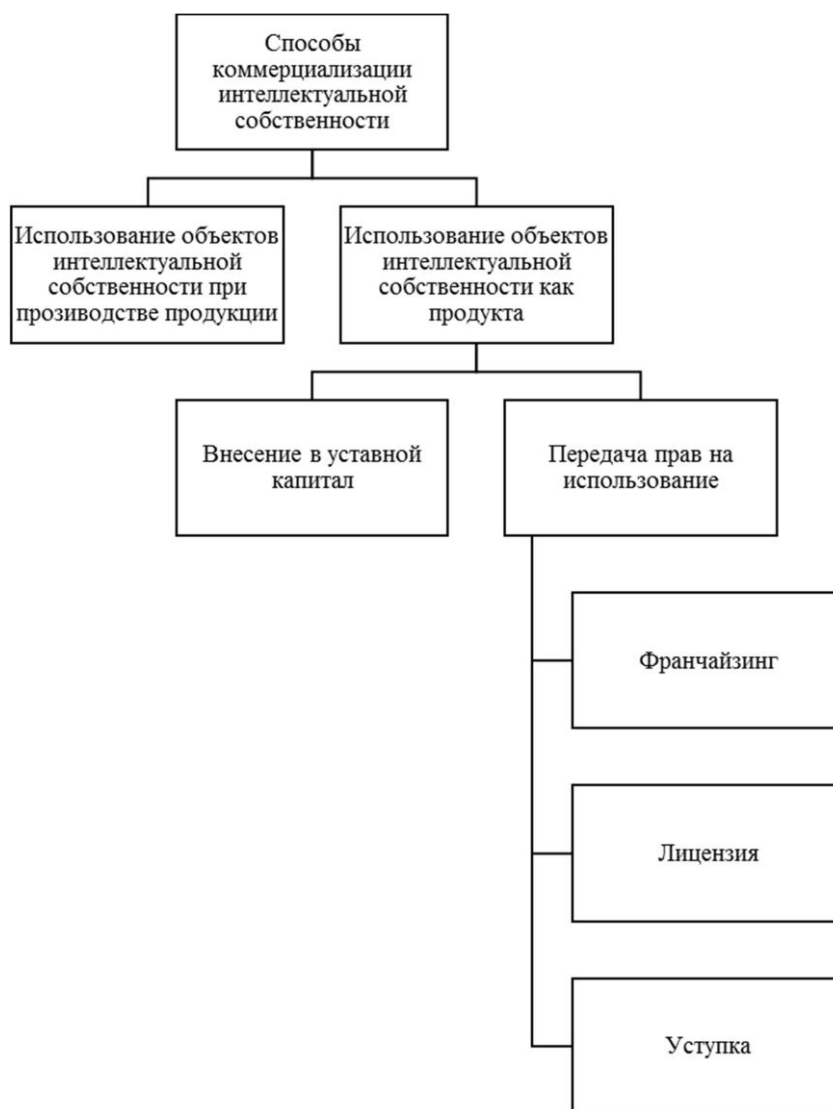 Способы
коммерциализации
интеллектуальной
собственности
Использование объектов
интеллектуальной
собственности при
прозиводстве продукции
Использование объектов
интеллектуальной
собственности как
продукта
Внесение в уставной
капитал
Передача прав на
использование
Франчайзинг
Лицензия
Уступка